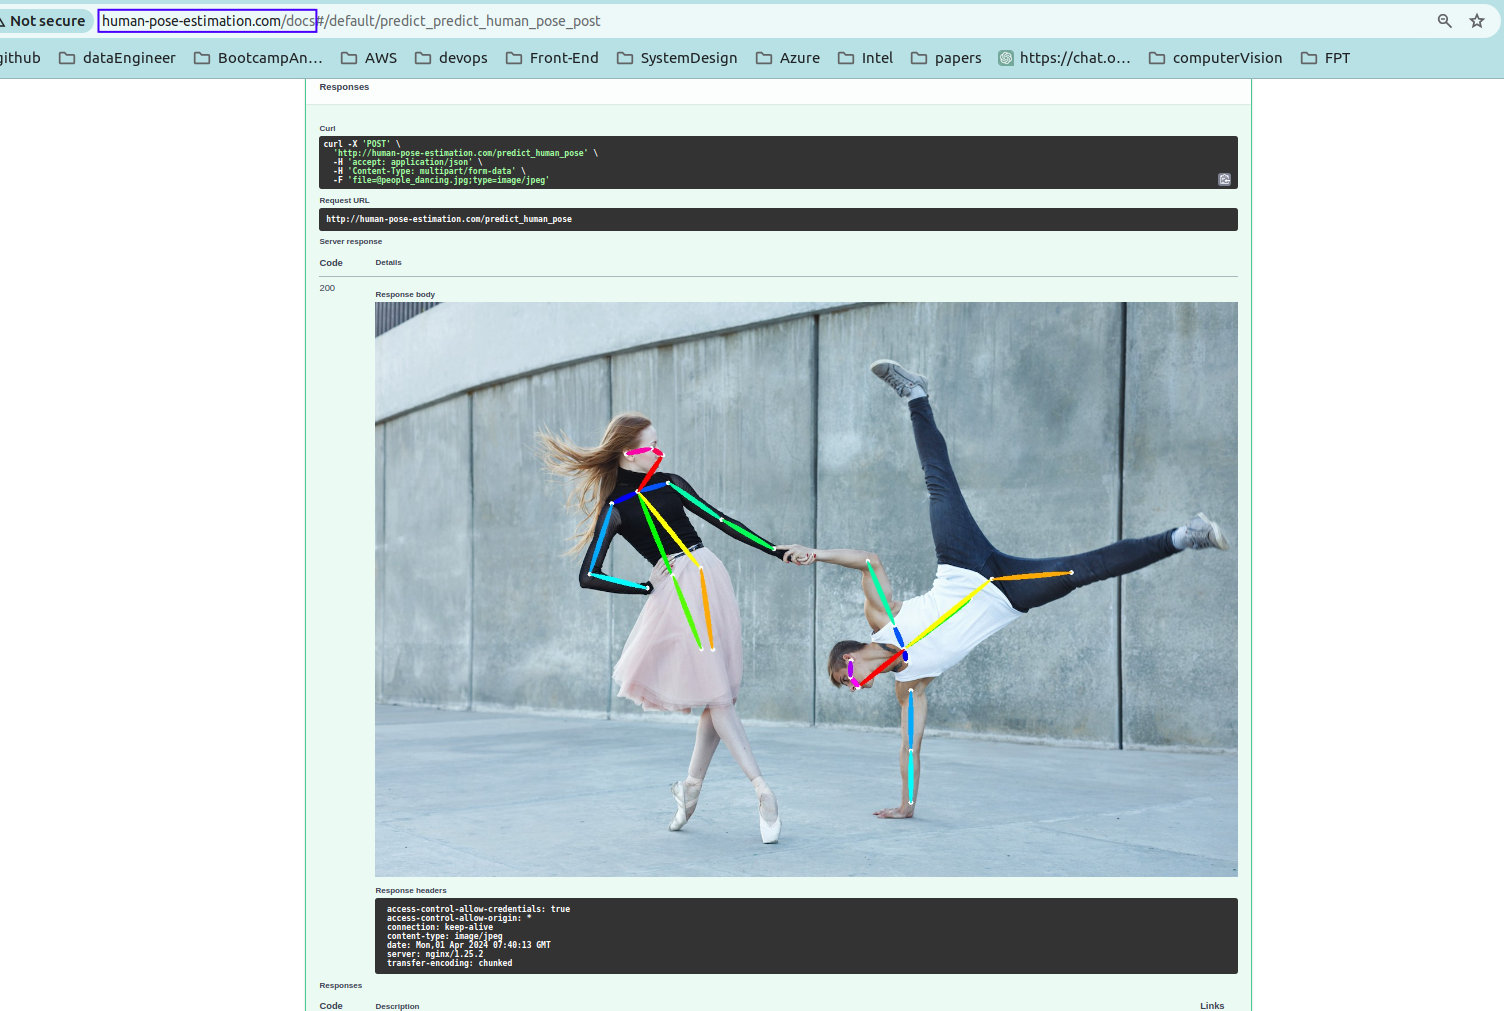 Not secure
human-pose-estimation.com/docs#/default/predict_predict_human_pose_post
github
dataEngineer
BootcampAn...
AWS
devops
Front-End
SystemDesign
Azure
Intel
papers
https://chat.o...
computerVision
FPT
Responses
Curl
curl -X 'POST' \
'http://human-pose-estimation.com/predict_human_pose' \
-H 'accept: application/json' \
-H 'Content-Type: multipart/form-data' \
-F 'file=@people_dancing.jpg;type=image/jpeg'
Request URL
http://human-pose-estimation.com/predict_human_pose
Server response
Code Details
200
Response body
Response headers
access-control-allow-credentials: true
access-control-allow-origin: *
connection: keep-alive
content-type: image/jpeg
date: Mon,01 Apr 2024 07:40:13 GMT
server: nginx/1.25.2
transfer-encoding: chunked
Responses
Code Description Links